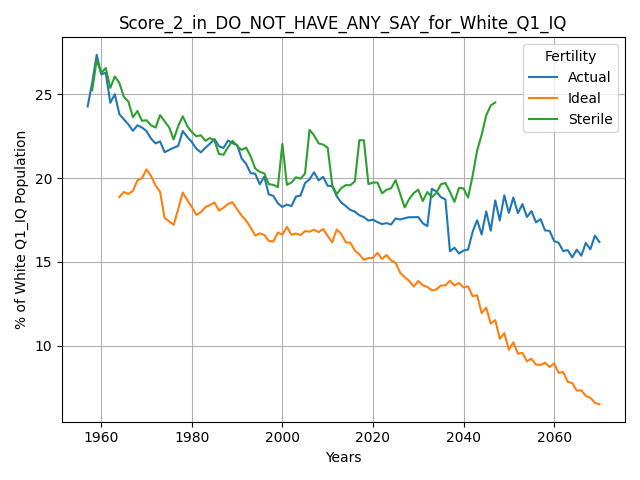 Score_2_in_DO_NOT_HAVE_ANY_SAY_for_White_Q1_IQ
Fertility
Actual
Ideal
Sterile
% of White Q1_IQ Population
25
20
15
10
1960
1980
2000
2020
2040
2060
Years